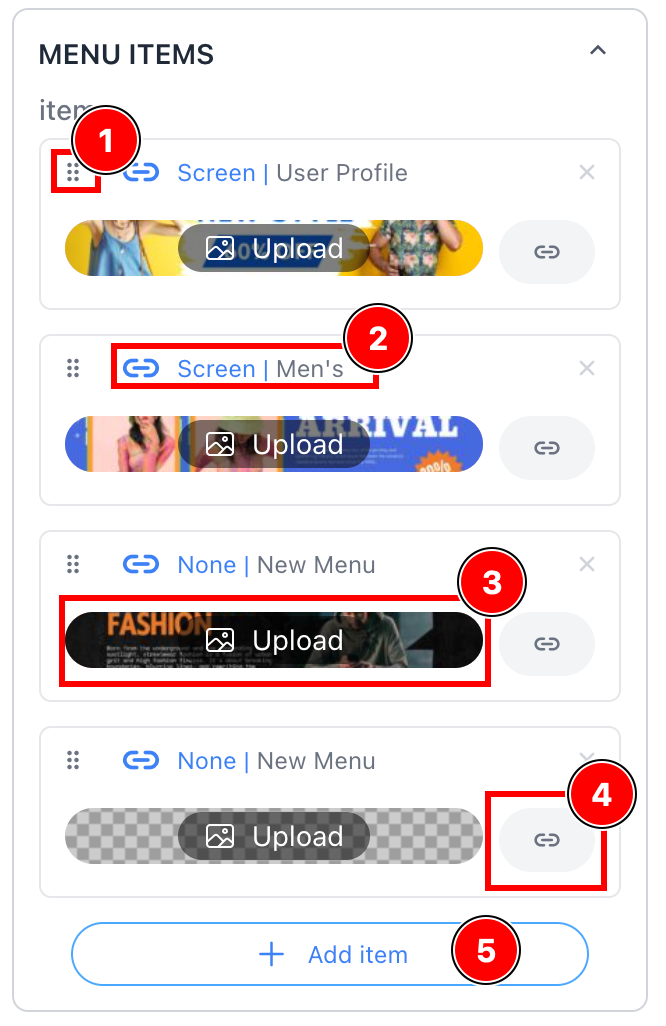 MENU ITEMS
item
1
Screen | User Profile
Upload
2
Screen | Men's
ARRIVAL
Upload
3
None | New Menu
FASHION
Upload
4
None | New Menu
Upload
5
Add item